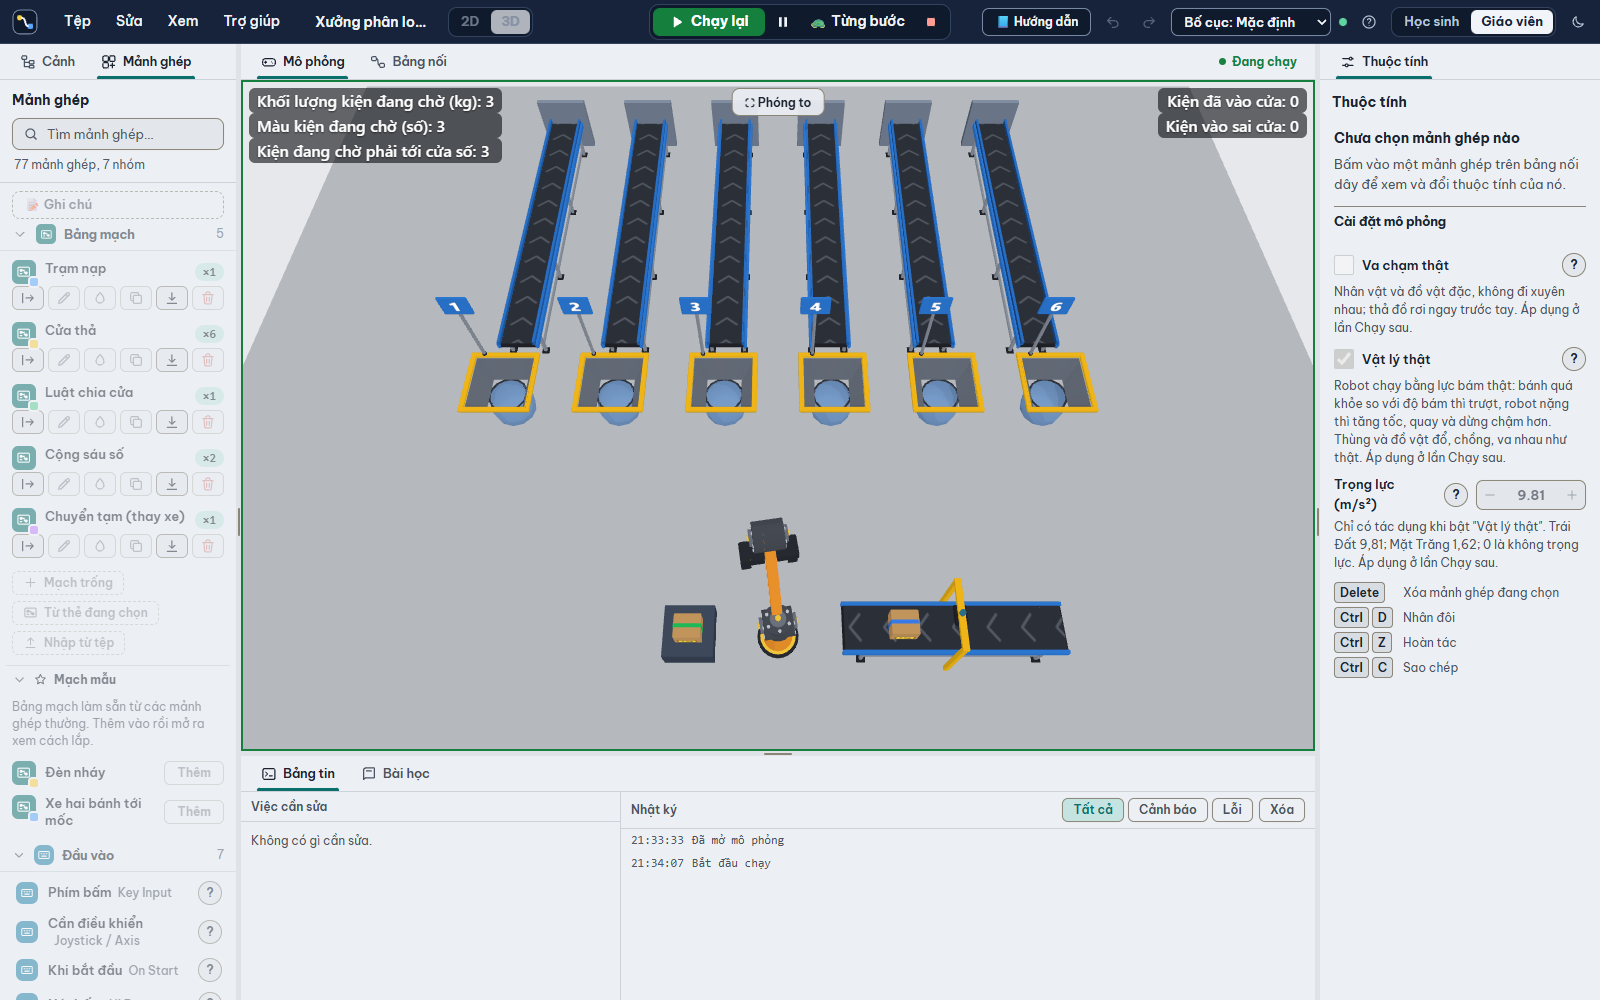 Tệp Sửa Xem Trợ giúp Xưởng phân lo... 2D 3D Chạy lại Từng bước Hướng dẫn Bố cục: Mặc định Học sinh Giáo viên
Cảnh Mảnh ghép
Mảnh ghép
Tìm mảnh ghép...
77 mảnh ghép, 7 nhóm
Ghi chú
Bảng mạch 5
Trạm nạp ×1
Cửa thả ×6
Luật chia cửa ×1
Cộng sáu số ×2
Chuyển tạm (thay xe) ×1
Mạch trống
Từ thẻ đang chọn
Nhập từ tệp
Mạch mẫu
Bảng mạch làm sẵn từ các mảnh
ghép thường. Thêm vào rồi mở ra
xem cách lắp.
Đèn nháy Thêm
Xe hai bánh tới
mốc
Thêm
Đầu vào 7
Phím bấm Key Input ?
Cần điều khiển
Joystick / Axis
?
Khi bắt đầu On Start ?
Mô phỏng Bảng nối Đang chạy
Khối lượng kiện đang chờ (kg): 3
Màu kiện đang chờ (số): 3
Kiện đang chờ phải tới cửa số: 3
Phóng to
Kiện đã vào cửa: 0
Kiện vào sai cửa: 0
1 2 3 4 5 6
Bảng tin Bài học
Việc cần sửa
Không có gì cần sửa.
Nhật ký Tất cả Cảnh báo Lỗi Xóa
21:33:33 Đã mở mô phỏng
21:34:07 Bắt đầu chạy
Thuộc tính
Thuộc tính
Chưa chọn mảnh ghép nào
Bấm vào một mảnh ghép trên bảng nối
dây để xem và đổi thuộc tính của nó.
Cài đặt mô phỏng
Va chạm thật ?
Nhân vật và đồ vật đặc, không đi xuyên
nhau; thả đồ rơi ngay trước tay. Áp dụng ở
lần Chạy sau.
Vật lý thật ?
Robot chạy bằng lực bám thật: bánh quá
khỏe so với độ bám thì trượt, robot nặng
thì tăng tốc, quay và dừng chậm hơn.
Thùng và đồ vật đổ, chồng, va nhau như
thật. Áp dụng ở lần Chạy sau.
Trọng lực
(m/s²)
? − 9.81 +
Chỉ có tác dụng khi bật "Vật lý thật". Trái
Đất 9,81; Mặt Trăng 1,62; 0 là không trọng
lực. Áp dụng ở lần Chạy sau.
Delete Xóa mảnh ghép đang chọn
Ctrl D Nhân đôi
Ctrl Z Hoàn tác
Ctrl C Sao chép